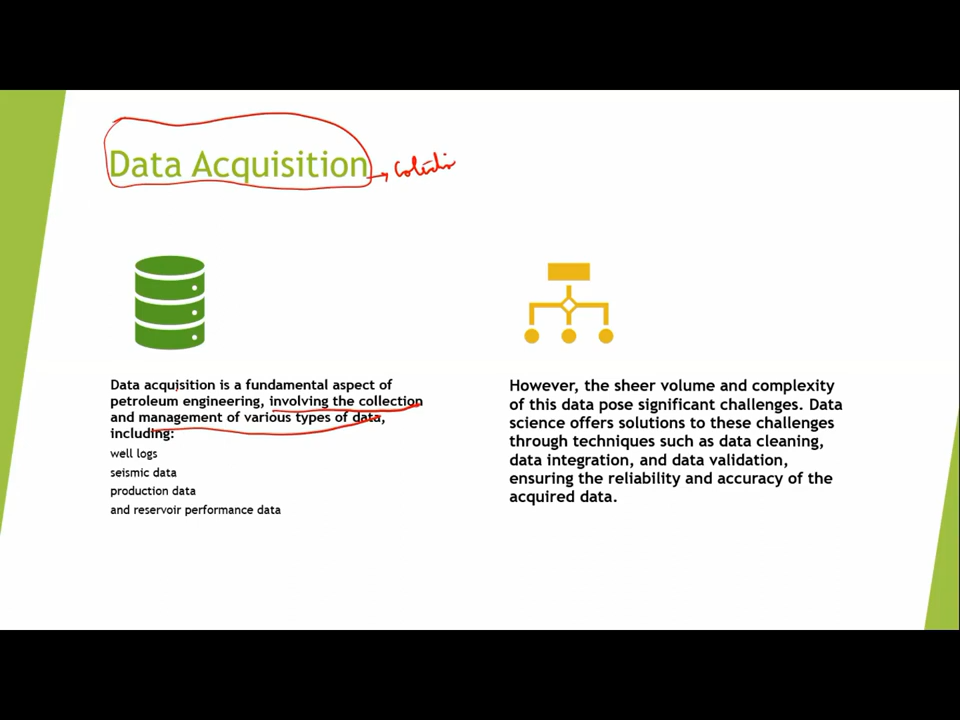 Data Acquisition
Data acquisition is a fundamental aspect of
petroleum engineering, involving the collection
and management of various types of data,
including:
well logs
seismic data
production data
and reservoir performance data
However, the sheer volume and complexity
of this data pose significant challenges. Data
science offers solutions to these challenges
through techniques such as data cleaning,
data integration, and data validation,
ensuring the reliability and accuracy of the
acquired data.